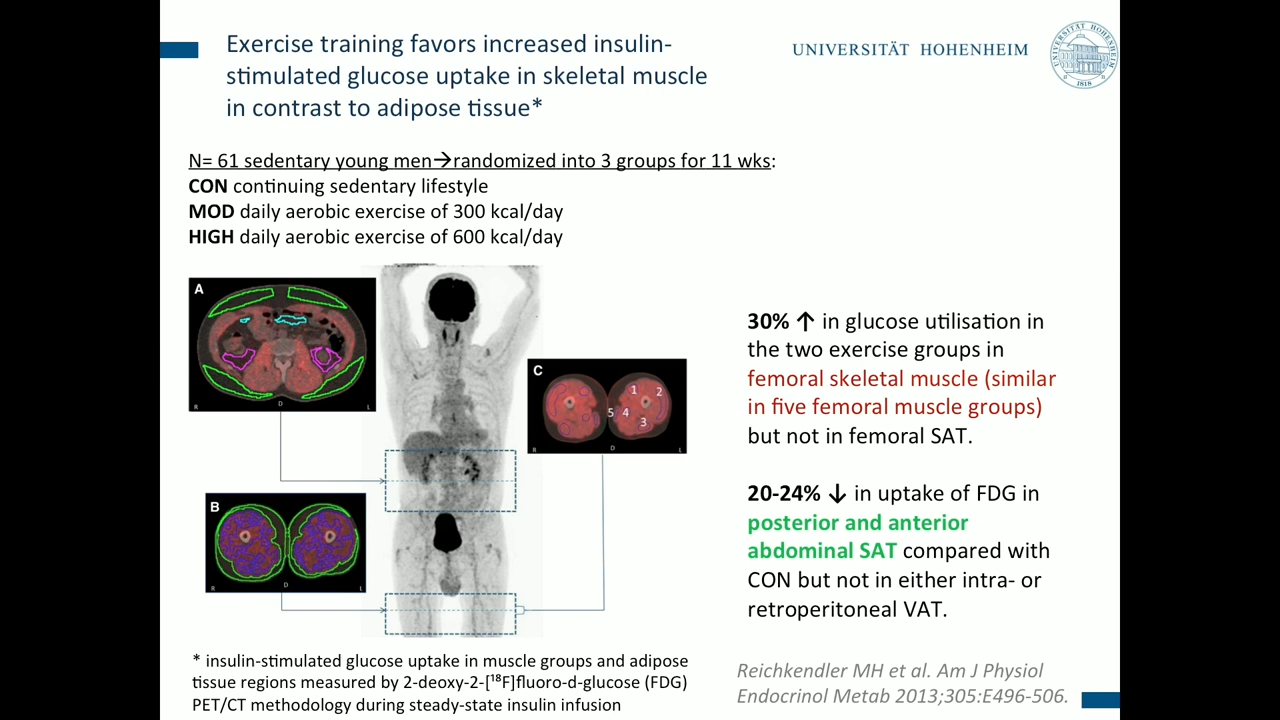 Exercise training favors increased insulin-
stimulated glucose uptake in skeletal muscle
in contrast to adipose tissue*
UNIVERSITÄT HOHENHEIM
UNIVERSITÄT HOHENHEIM
1818
N= 61 sedentary young men→randomized into 3 groups for 11 wks:
CON continuing sedentary lifestyle
MOD daily aerobic exercise of 300 kcal/day
HIGH daily aerobic exercise of 600 kcal/day
A
R D L
B
R D L
C
1 2
5 4
3
R D L
30% ↑ in glucose utilisation in
the two exercise groups in
femoral skeletal muscle (similar
in five femoral muscle groups)
but not in femoral SAT.
20-24% ↓ in uptake of FDG in
posterior and anterior
abdominal SAT compared with
CON but not in either intra- or
retroperitoneal VAT.
* insulin-stimulated glucose uptake in muscle groups and adipose
tissue regions measured by 2-deoxy-2-[¹⁸F]fluoro-d-glucose (FDG)
PET/CT methodology during steady-state insulin infusion
Reichkendler MH et al. Am J Physiol
Endocrinol Metab 2013;305:E496-506.